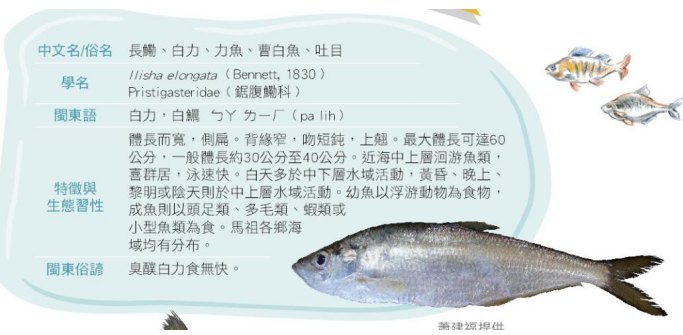 中文名/俗名 長鰳、白力、力魚、曹白魚、吐目
學名 Ilisha elongata（Bennett, 1830）
Pristigasteridae（鋸腹鰳科）
閩東語 白力，白鰳 ㄅㄚ ㄌㄧㄏ（pa lih）
特徵與
生態習性
體長而寬，側扁。背緣窄，吻短鈍，上翹。最大體長可達60
公分，一般體長約30公分至40公分。近海中上層洄游魚類，
喜群居，泳速快。白天多於中下層水域活動，黃昏、晚上、
黎明或陰天則於中上層水域活動。幼魚以浮游動物為食物，
成魚則以頭足類、多毛類、蝦類或
小型魚類為食。馬祖各鄉海
域均有分布。
閩東俗諺 臭醭白力食無快。
蕭建福提供